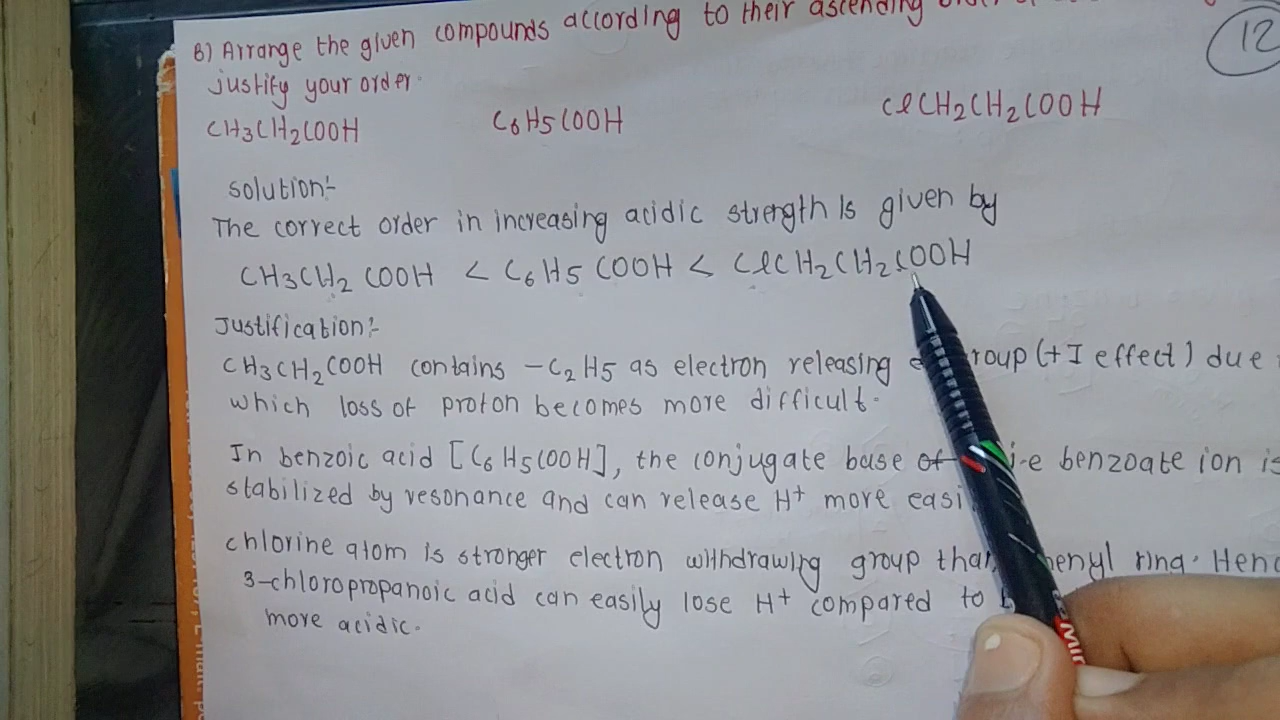 B) Arrange the given compounds according to their ascending
justify your order.
CH3CH2COOH C6H5COOH ClCH2CH2COOH
12
Solution:-
The correct order in increasing acidic strength is given by
CH3CH2COOH < C6H5COOH < ClCH2CH2COOH
Justification:-
CH3CH2COOH contains -C2H5 as electron releasing group (+I effect) due
which loss of proton becomes more difficult.
In benzoic acid [C6H5COOH], the conjugate base of i.e benzoate ion is
stabilized by resonance and can release H+ more easi
chlorine atom is stronger electron withdrawing group than phenyl ring. Henc
3-chloropropanoic acid can easily lose H+ compared to
more acidic.